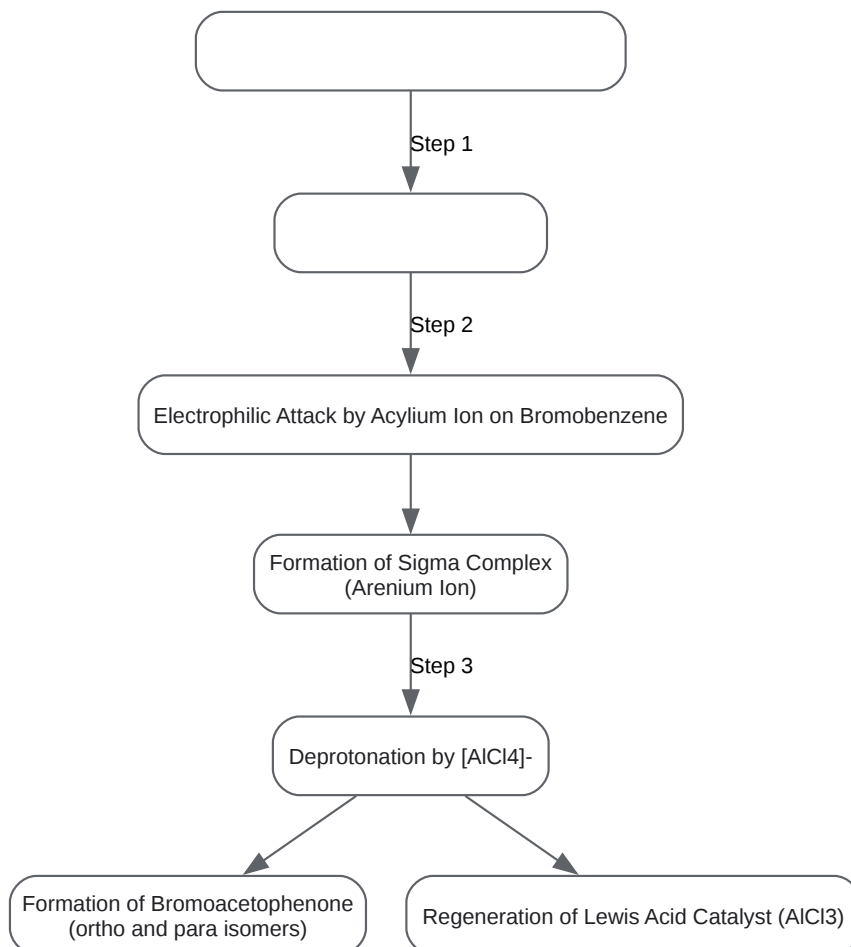 Step 1
Step 2
Electrophilic Attack by Acylium Ion on Bromobenzene
Formation of Sigma Complex
(Arenium Ion)
Step 3
Deprotonation by [AlCl4]-
Formation of Bromoacetophenone
(ortho and para isomers)
Regeneration of Lewis Acid Catalyst (AlCl3)